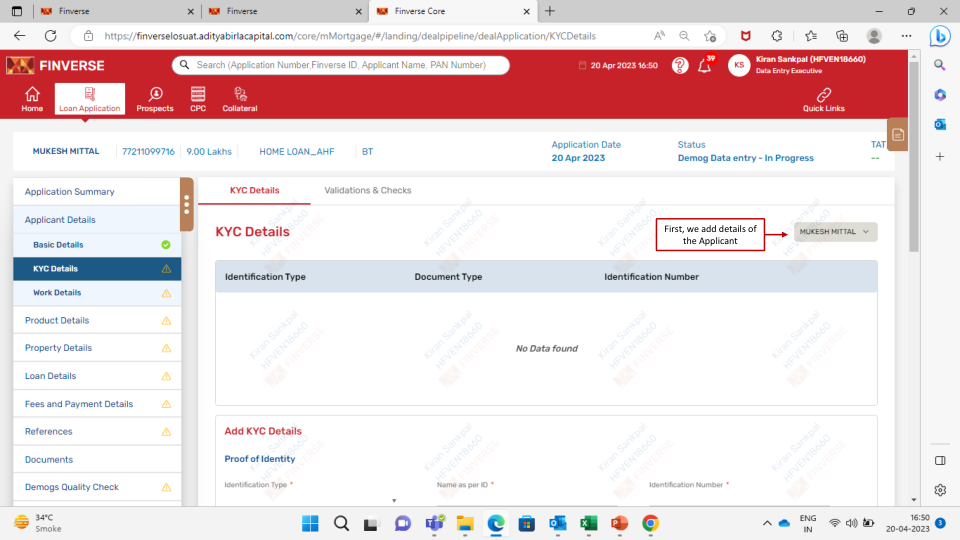 Finverse
Finverse
Finverse Core
https://finverselosuat.adityabirlacapital.com/core/mMortgage/#/landing/dealpipeline/dealApplication/KYCDetails
FINVERSE
Search (Application Number,Finverse ID, Applicant Name, PAN Number)
20 Apr 2023 16:50
39
KS
Kiran Sankpal (HFVEN18660)
Data Entry Executive
Home
Loan Application
Prospects
CPC
Collateral
Quick Links
MUKESH MITTAL
77211099716
9.00 Lakhs
HOME LOAN_AHF
BT
Application Date
20 Apr 2023
Status
Demog Data entry - In Progress
TAT
--
Application Summary
Applicant Details
Basic Details
KYC Details
Work Details
Product Details
Property Details
Loan Details
Fees and Payment Details
References
Documents
Demogs Quality Check
KYC Details
Validations & Checks
KYC Details
First, we add details of
the Applicant
MUKESH MITTAL
Identification Type
Document Type
Identification Number
No Data found
Add KYC Details
Proof of Identity
Identification Type *
Name as per ID *
Identification Number *
Kiran Sankpal
HFVEN18660
FINVERSE
34°C
Smoke
ENG
IN
16:50
20-04-2023
3